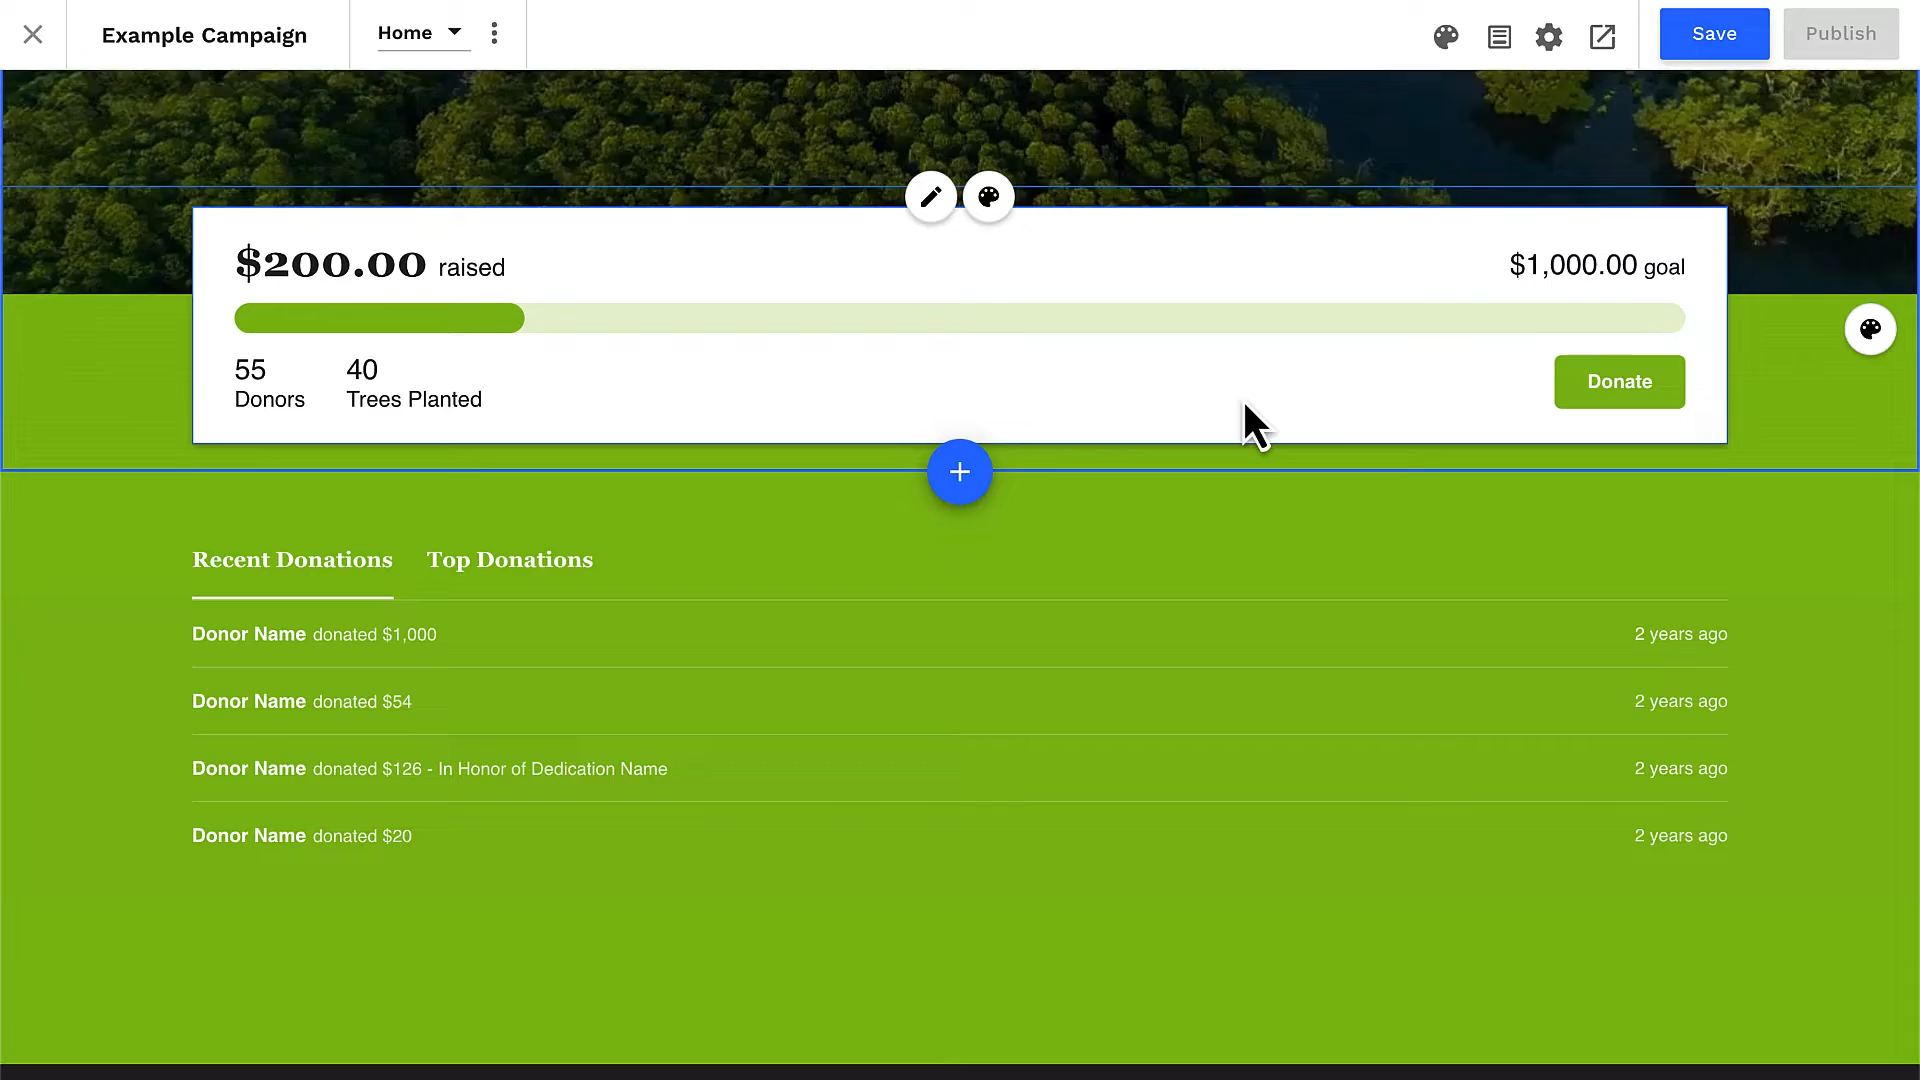 Example Campaign
Home
Save
Publish
$200.00 raised
$1,000.00 goal
55
Donors
40
Trees Planted
Donate
Recent Donations
Top Donations
Donor Name donated $1,000
2 years ago
Donor Name donated $54
2 years ago
Donor Name donated $126 - In Honor of Dedication Name
2 years ago
Donor Name donated $20
2 years ago